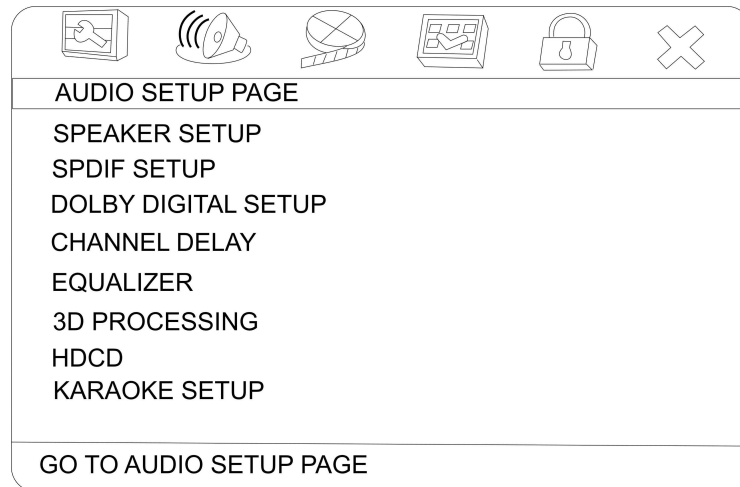 AUDIO SETUP PAGE
SPEAKER SETUP
SPDIF SETUP
DOLBY DIGITAL SETUP
CHANNEL DELAY
EQUALIZER
3D PROCESSING
HDCD
KARAOKE SETUP
GO TO AUDIO SETUP PAGE